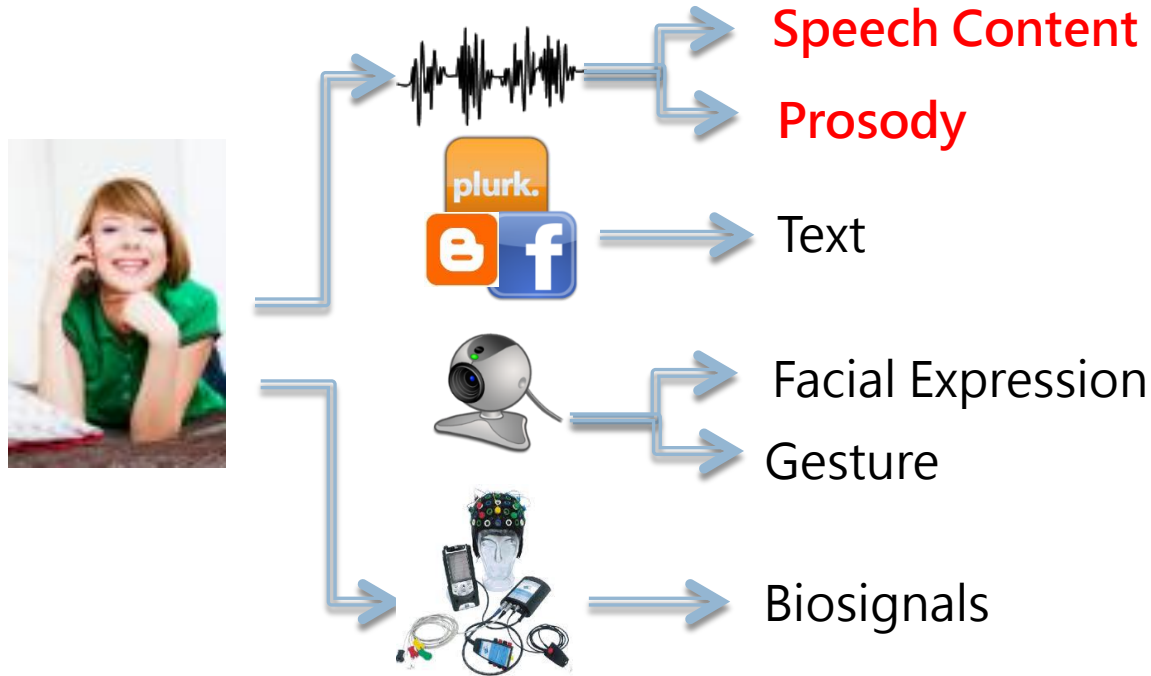 Speech Content
Prosody
plurk.
Text
Facial Expression
Gesture
Biosignals